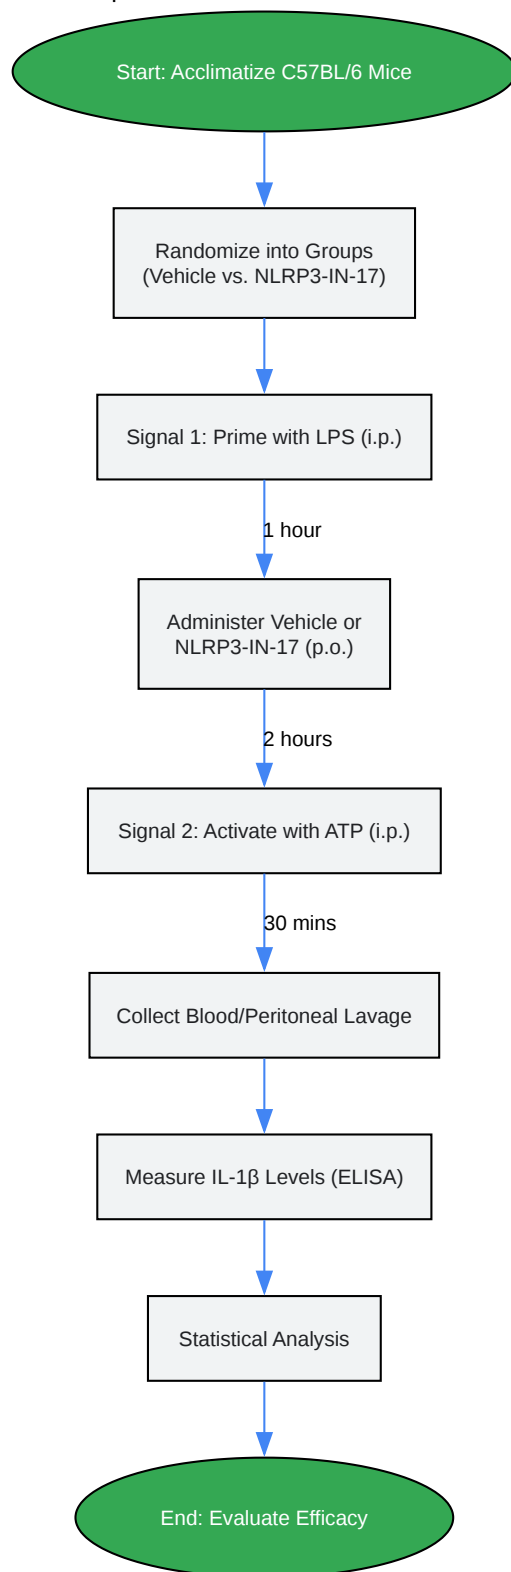 Start: Acclimatize C57BL/6 Mice
Randomize into Groups
(Vehicle vs. NLRP3-IN-17)
Signal 1: Prime with LPS (i.p.)
1 hour
Administer Vehicle or
NLRP3-IN-17 (p.o.)
2 hours
Signal 2: Activate with ATP (i.p.)
30 mins
Collect Blood/Peritoneal Lavage
Measure IL-1β Levels (ELISA)
Statistical Analysis
End: Evaluate Efficacy